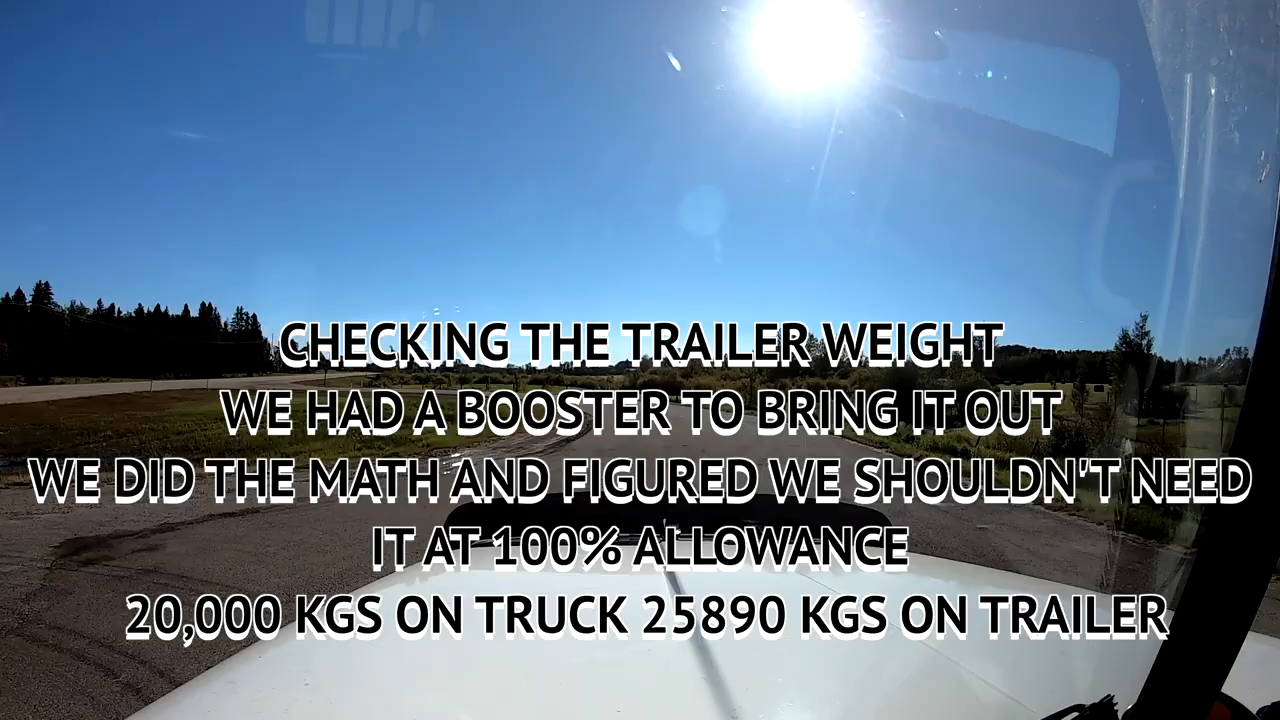 CHECKING THE TRAILER WEIGHT
WE HAD A BOOSTER TO BRING IT OUT
WE DID THE MATH AND FIGURED WE SHOULDN'T NEED
IT AT 100% ALLOWANCE
20,000 KGS ON TRUCK 25890 KGS ON TRAILER